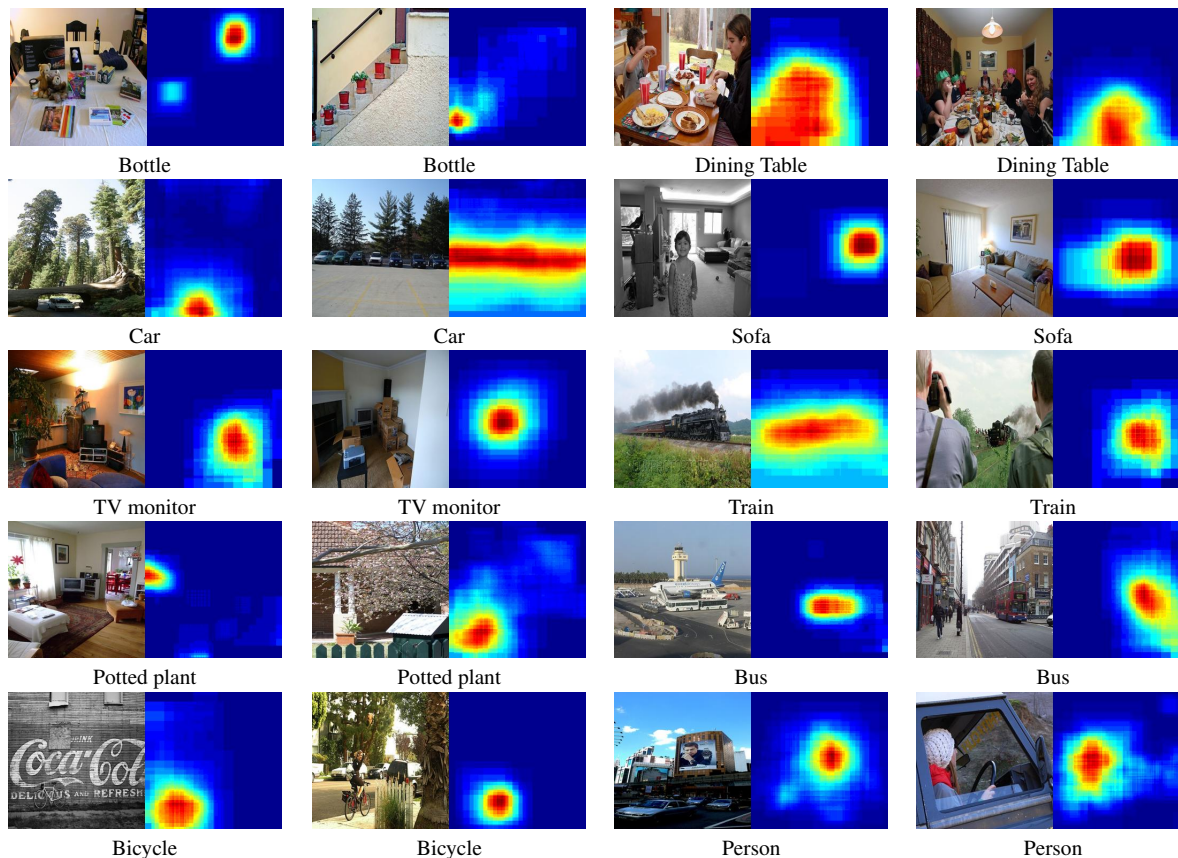 Bottle
Bottle
Dining Table
Dining Table
Car
Car
Sofa
Sofa
TV monitor
TV monitor
Train
Train
Potted plant
Potted plant
Bus
Bus
DRINK
Coca-Col
DELICIOUS AND REFRESH
Bicycle
Bicycle
Person
Person